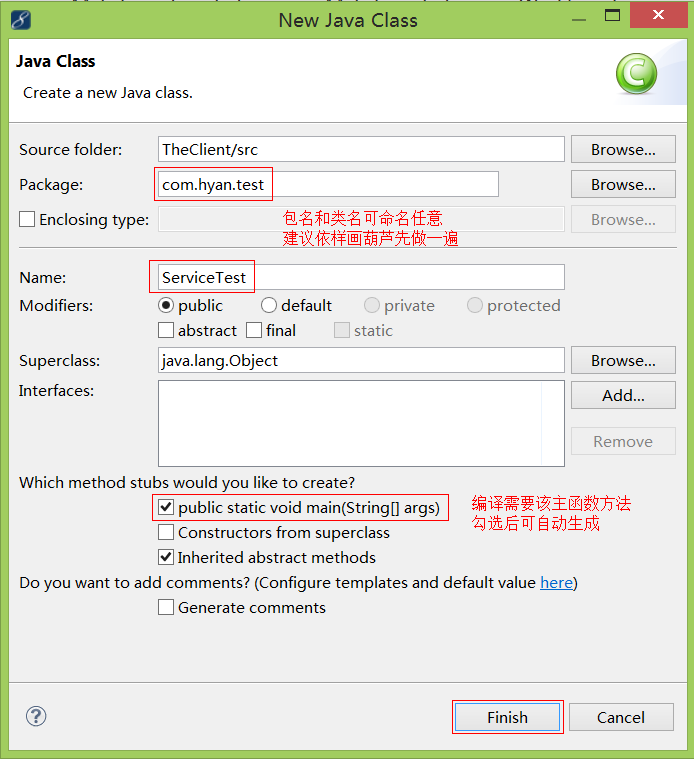 New Java Class
Java Class
Create a new Java class.
Source folder: TheClient/src Browse...
Package: com.hyan.test Browse...
Enclosing type: Browse...
包名和类名可命名任意
建议依样画葫芦先做一遍
Name: ServiceTest
Modifiers: public default private protected
abstract final static
Superclass: java.lang.Object Browse...
Interfaces: Add...
Remove
Which method stubs would you like to create?
public static void main(String[] args)
编译需要该主函数方法
勾选后可自动生成
Constructors from superclass
Inherited abstract methods
Do you want to add comments? (Configure templates and default value here)
Generate comments
? Finish Cancel